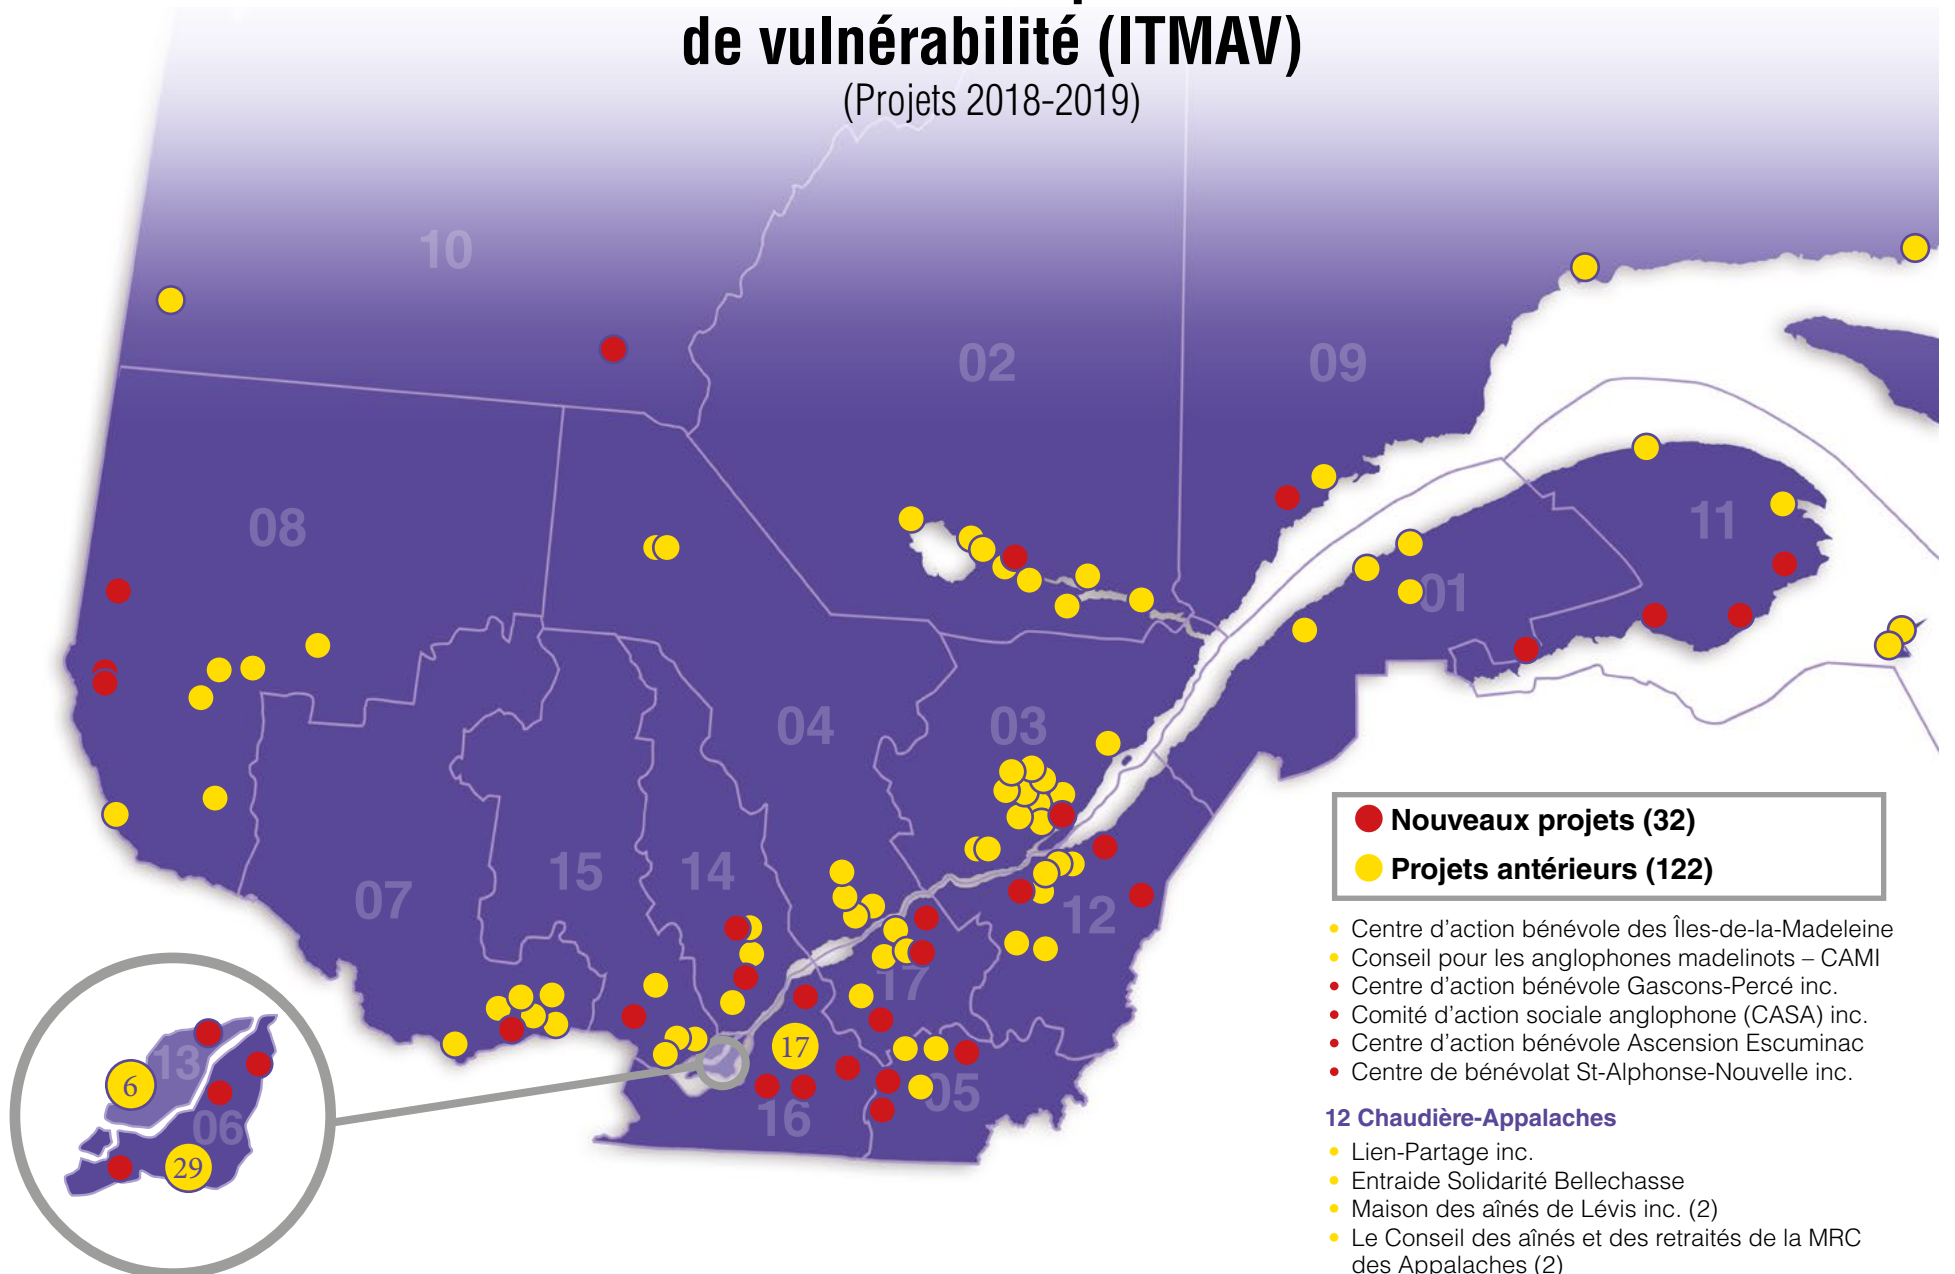 de vulnérabilité (ITMAV)
(Projets 2018-2019)
10
02
09
08
11
01
04
03
15
14
07
12
17
17
05
16
13
6
06
29
Nouveaux projets (32)
Projets antérieurs (122)
• Centre d’action bénévole des Îles-de-la-Madeleine
• Conseil pour les anglophones madelinots – CAMI
• Centre d’action bénévole Gascons-Percé inc.
• Comité d’action sociale anglophone (CASA) inc.
• Centre d’action bénévole Ascension Escuminac
• Centre de bénévolat St-Alphonse-Nouvelle inc.
12 Chaudière-Appalaches
• Lien-Partage inc.
• Entraide Solidarité Bellechasse
• Maison des aînés de Lévis inc. (2)
• Le Conseil des aînés et des retraités de la MRC
des Appalaches (2)